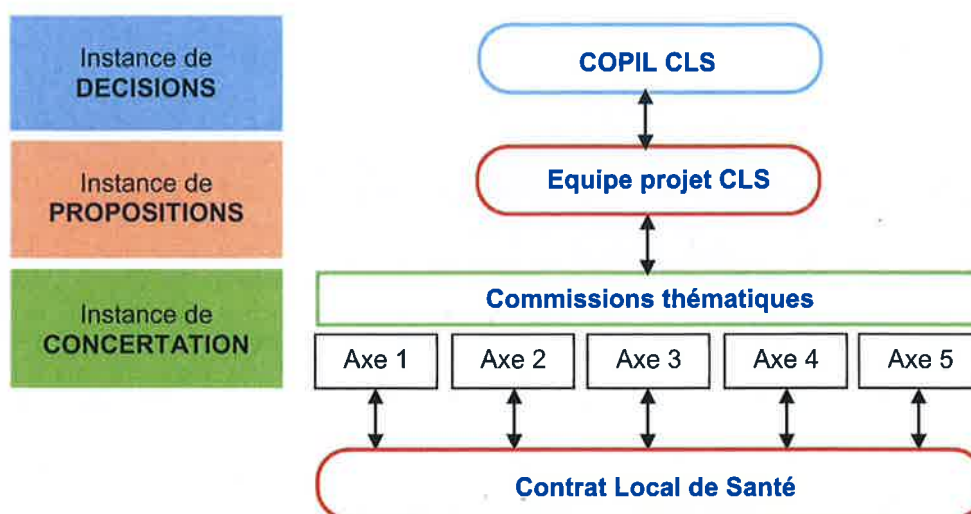 Instance de
DECISIONS
COPIL CLS
Instance de
PROPOSITIONS
Equipe projet CLS
Instance de
CONCERTATION
Commissions thématiques
Axe 1
Axe 2
Axe 3
Axe 4
Axe 5
Contrat Local de Santé